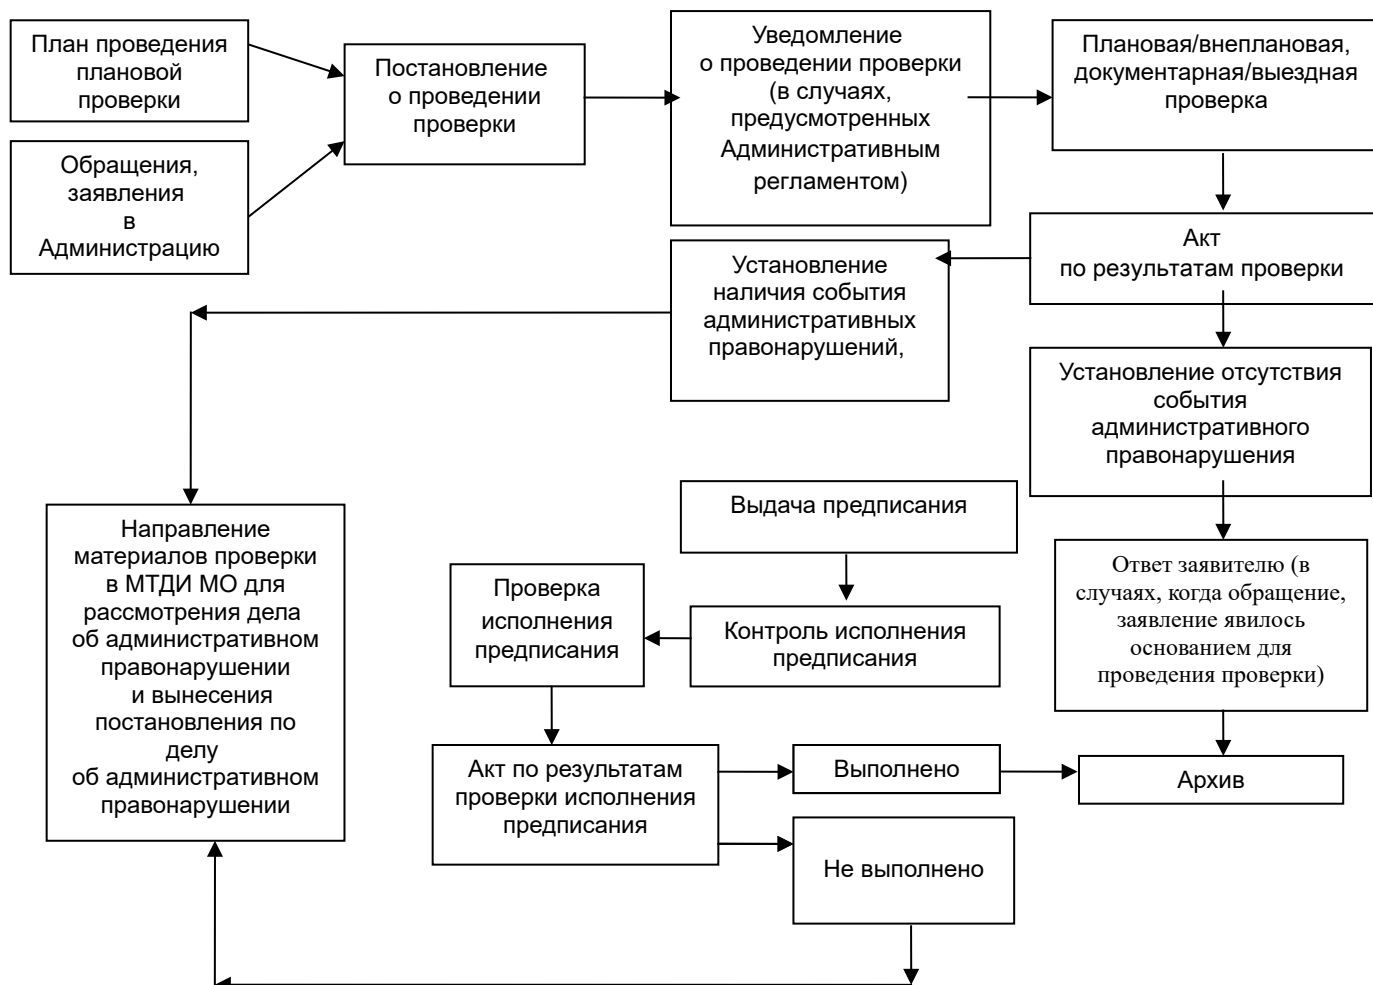 План проведения
плановой
проверки
Обращения,
заявления
в
Администрацию
Постановление
о проведении
проверки
Уведомление
о проведении проверки
(в случаях,
предусмотренных
Административным
регламентом)
Плановая/внеплановая,
документарная/выездная
проверка
Акт
по результатам проверки
Установление
наличия события
административных
правонарушений,
Установление отсутствия
события
административного
правонарушения
Направление
материалов проверки
в МТДИ МО для
рассмотрения дела
об административном
правонарушении
и вынесения
постановления по
делу
об административном
правонарушении
Выдача предписания
Контроль исполнения
предписания
Проверка
исполнения
предписания
Ответ заявителю (в
случаях, когда обращение,
заявление явилось
основанием для
проведения проверки)
Акт по результатам
проверки исполнения
предписания
Выполнено
Архив
Не выполнено